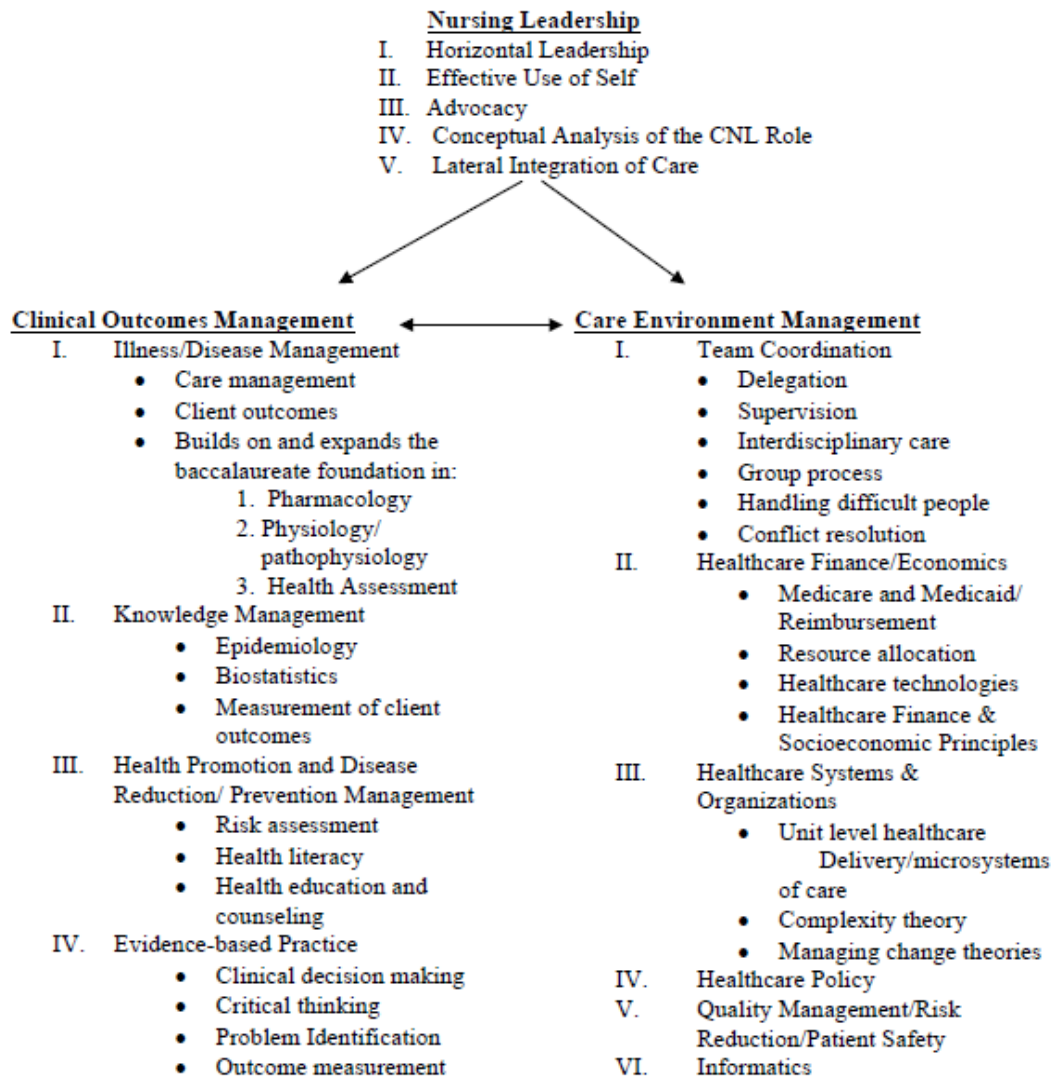 Nursing Leadership
I. Horizontal Leadership
II. Effective Use of Self
III. Advocacy
IV. Conceptual Analysis of the CNL Role
V. Lateral Integration of Care
Clinical Outcomes Management
I. Illness/Disease Management
• Care management
• Client outcomes
• Builds on and expands the
baccalaureate foundation in:
1. Pharmacology
2. Physiology/
pathophysiology
3. Health Assessment
II. Knowledge Management
• Epidemiology
• Biostatistics
• Measurement of client
outcomes
III. Health Promotion and Disease
Reduction/ Prevention Management
• Risk assessment
• Health literacy
• Health education and
counseling
IV. Evidence-based Practice
• Clinical decision making
• Critical thinking
• Problem Identification
• Outcome measurement
Care Environment Management
I. Team Coordination
• Delegation
• Supervision
• Interdisciplinary care
• Group process
• Handling difficult people
• Conflict resolution
II. Healthcare Finance/Economics
• Medicare and Medicaid/
Reimbursement
• Resource allocation
• Healthcare technologies
• Healthcare Finance &
Socioeconomic Principles
III. Healthcare Systems &
Organizations
• Unit level healthcare
Delivery/microsystems
of care
• Complexity theory
• Managing change theories
IV. Healthcare Policy
V. Quality Management/Risk
Reduction/Patient Safety
VI. Informatics